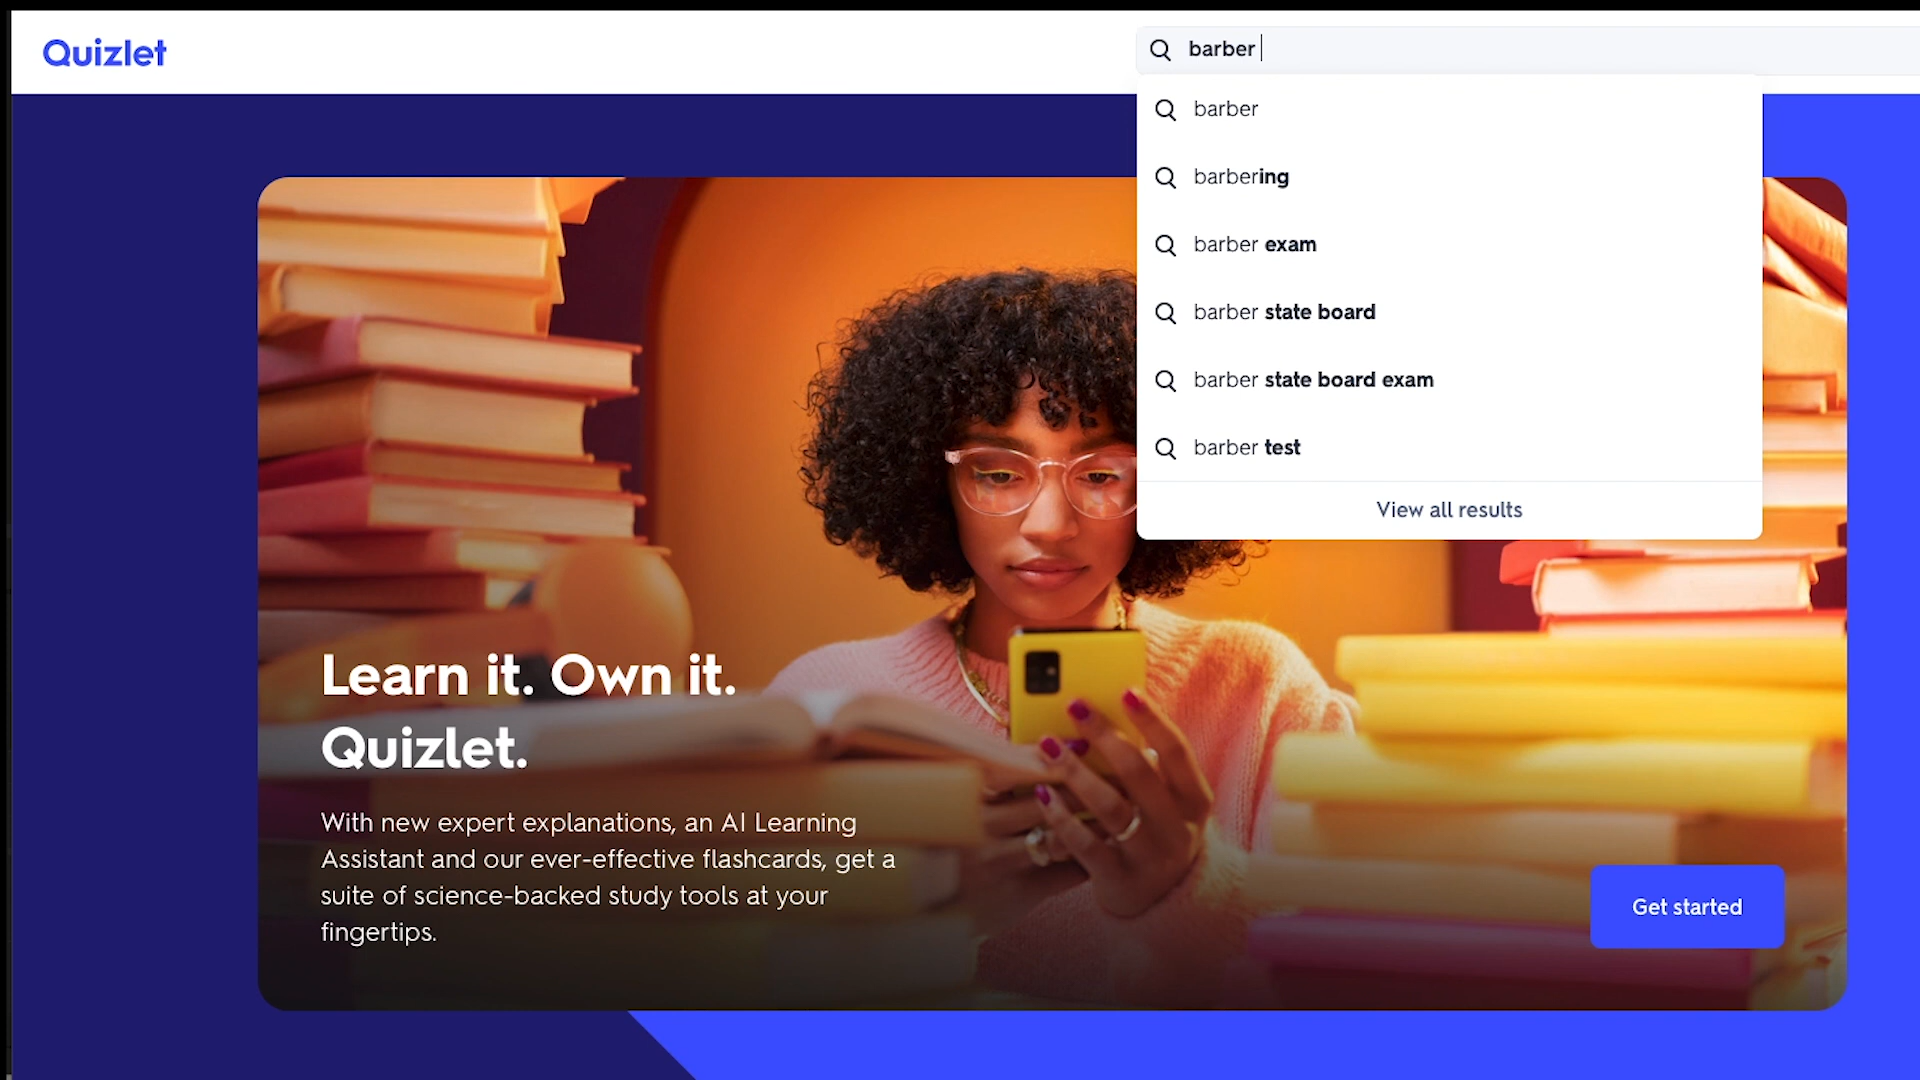 Quizlet
barber
barber
barbering
barber exam
barber state board
barber state board exam
barber test
View all results
Learn it. Own it.
Quizlet.
With new expert explanations, an AI Learning
Assistant and our ever-effective flashcards, get a
suite of science-backed study tools at your
fingertips.
Get started